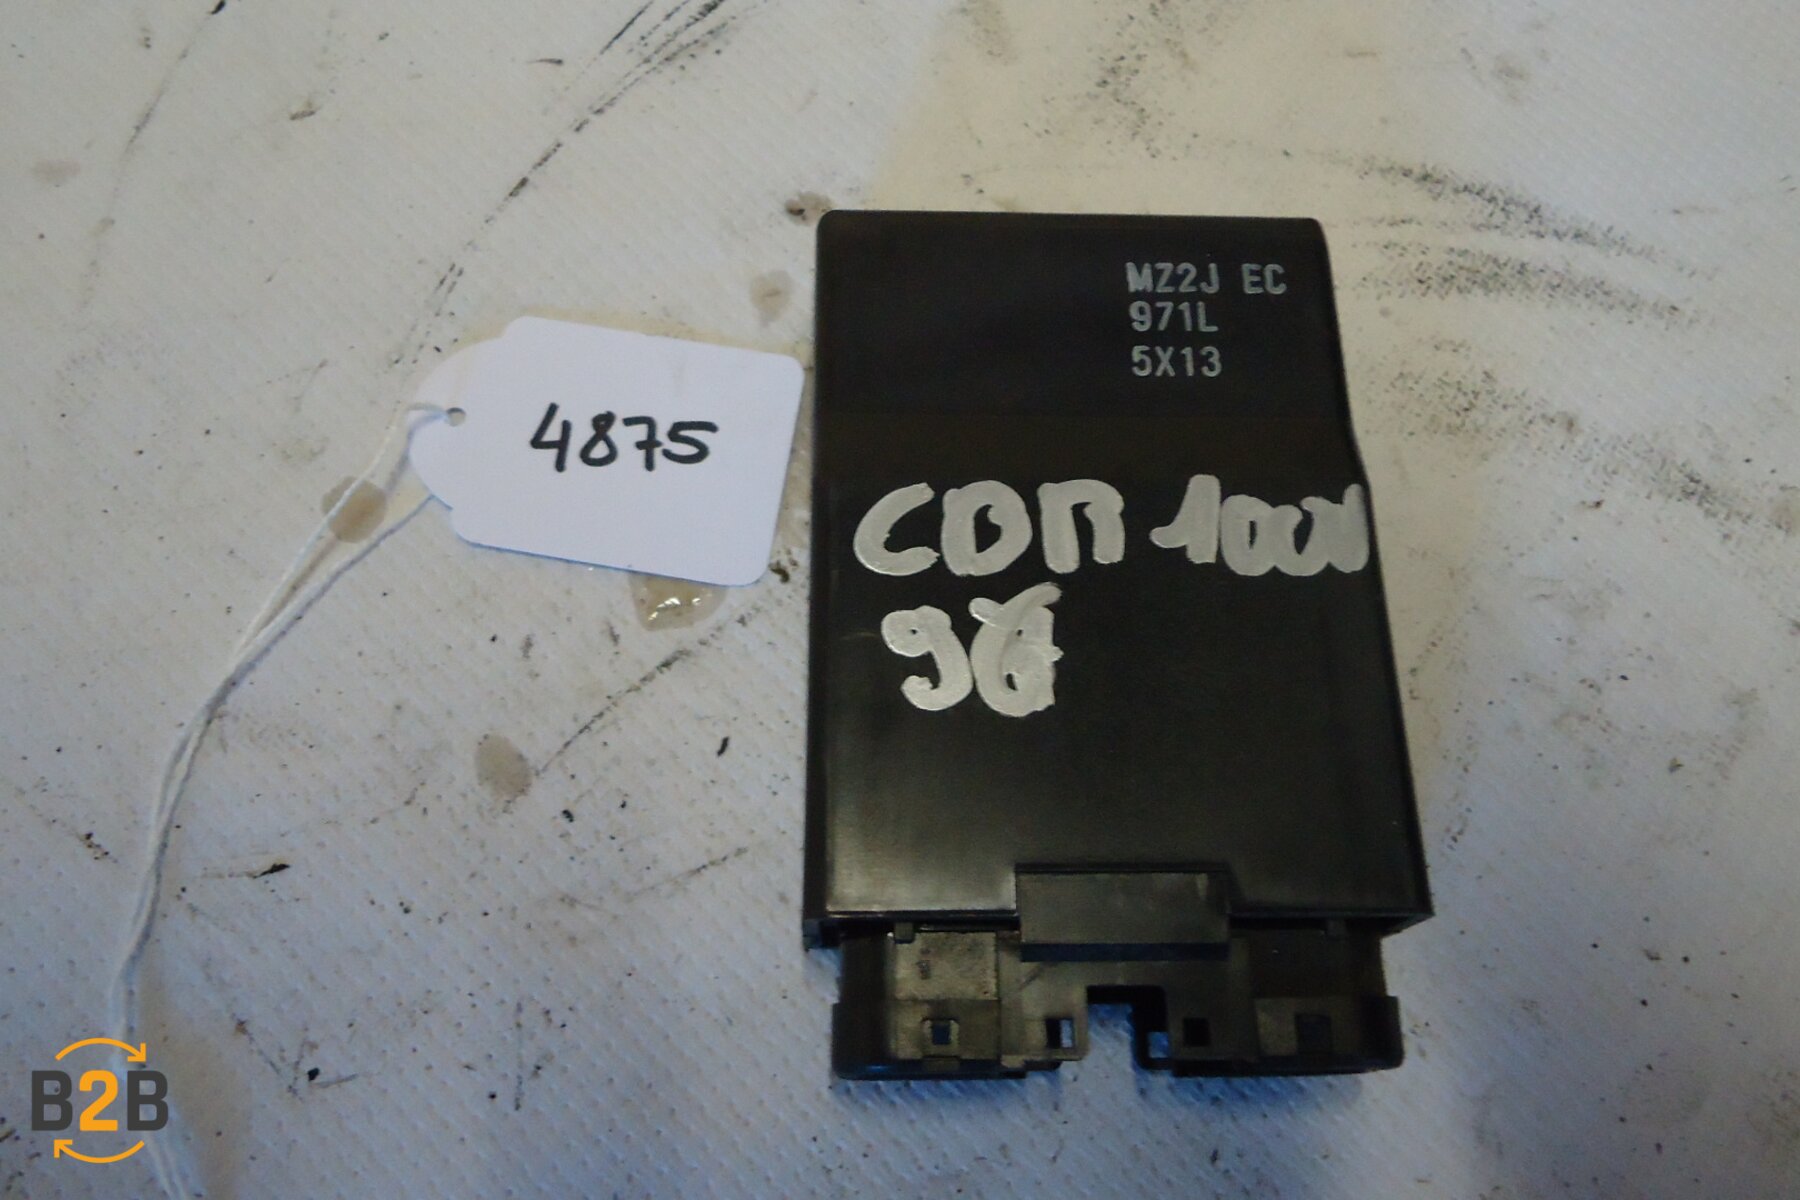 MZ2J EC
971L
5X13
4875
CBR 1000
96
B2B